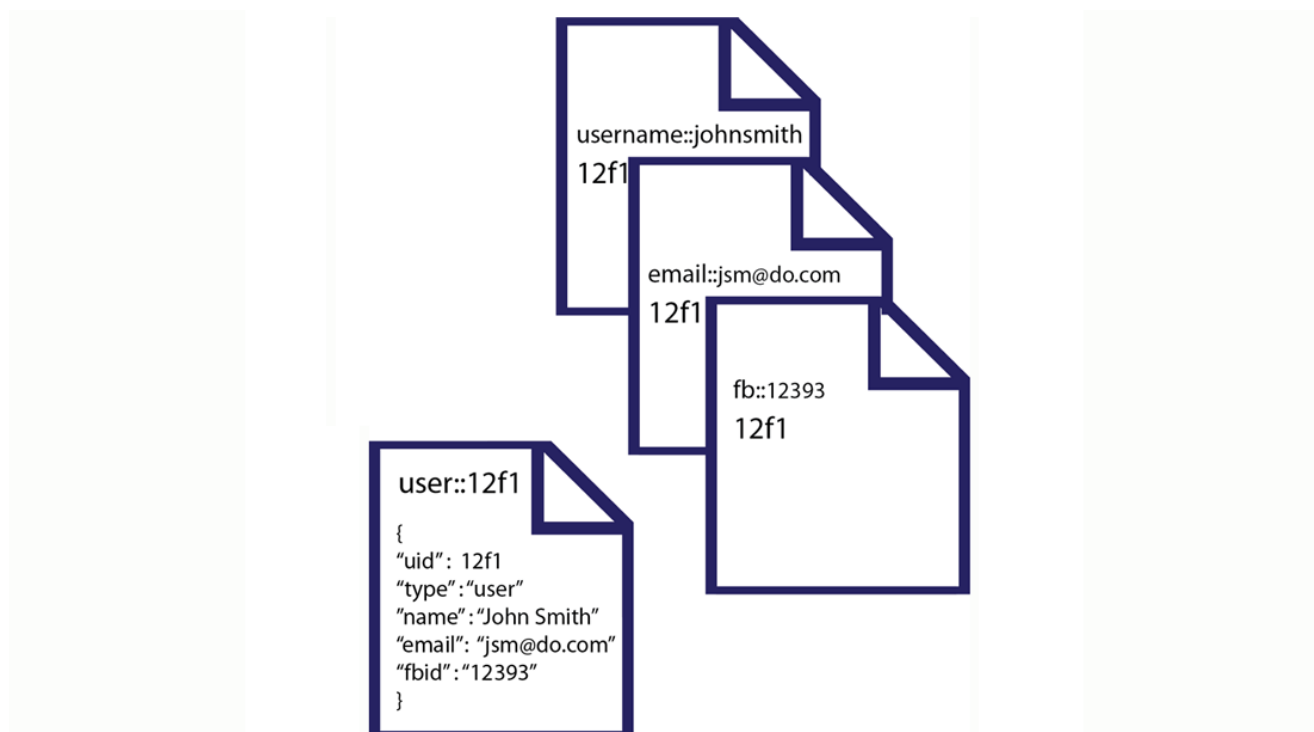 username::johnsmith
12f1
email::jsm@do.com
12f1
fb::12393
12f1
user::12f1
{
“uid” :  12f1
“type” : “user”
”name” : “John Smith”
“email”: “jsm@do.com”
“fbid” : “12393”
}